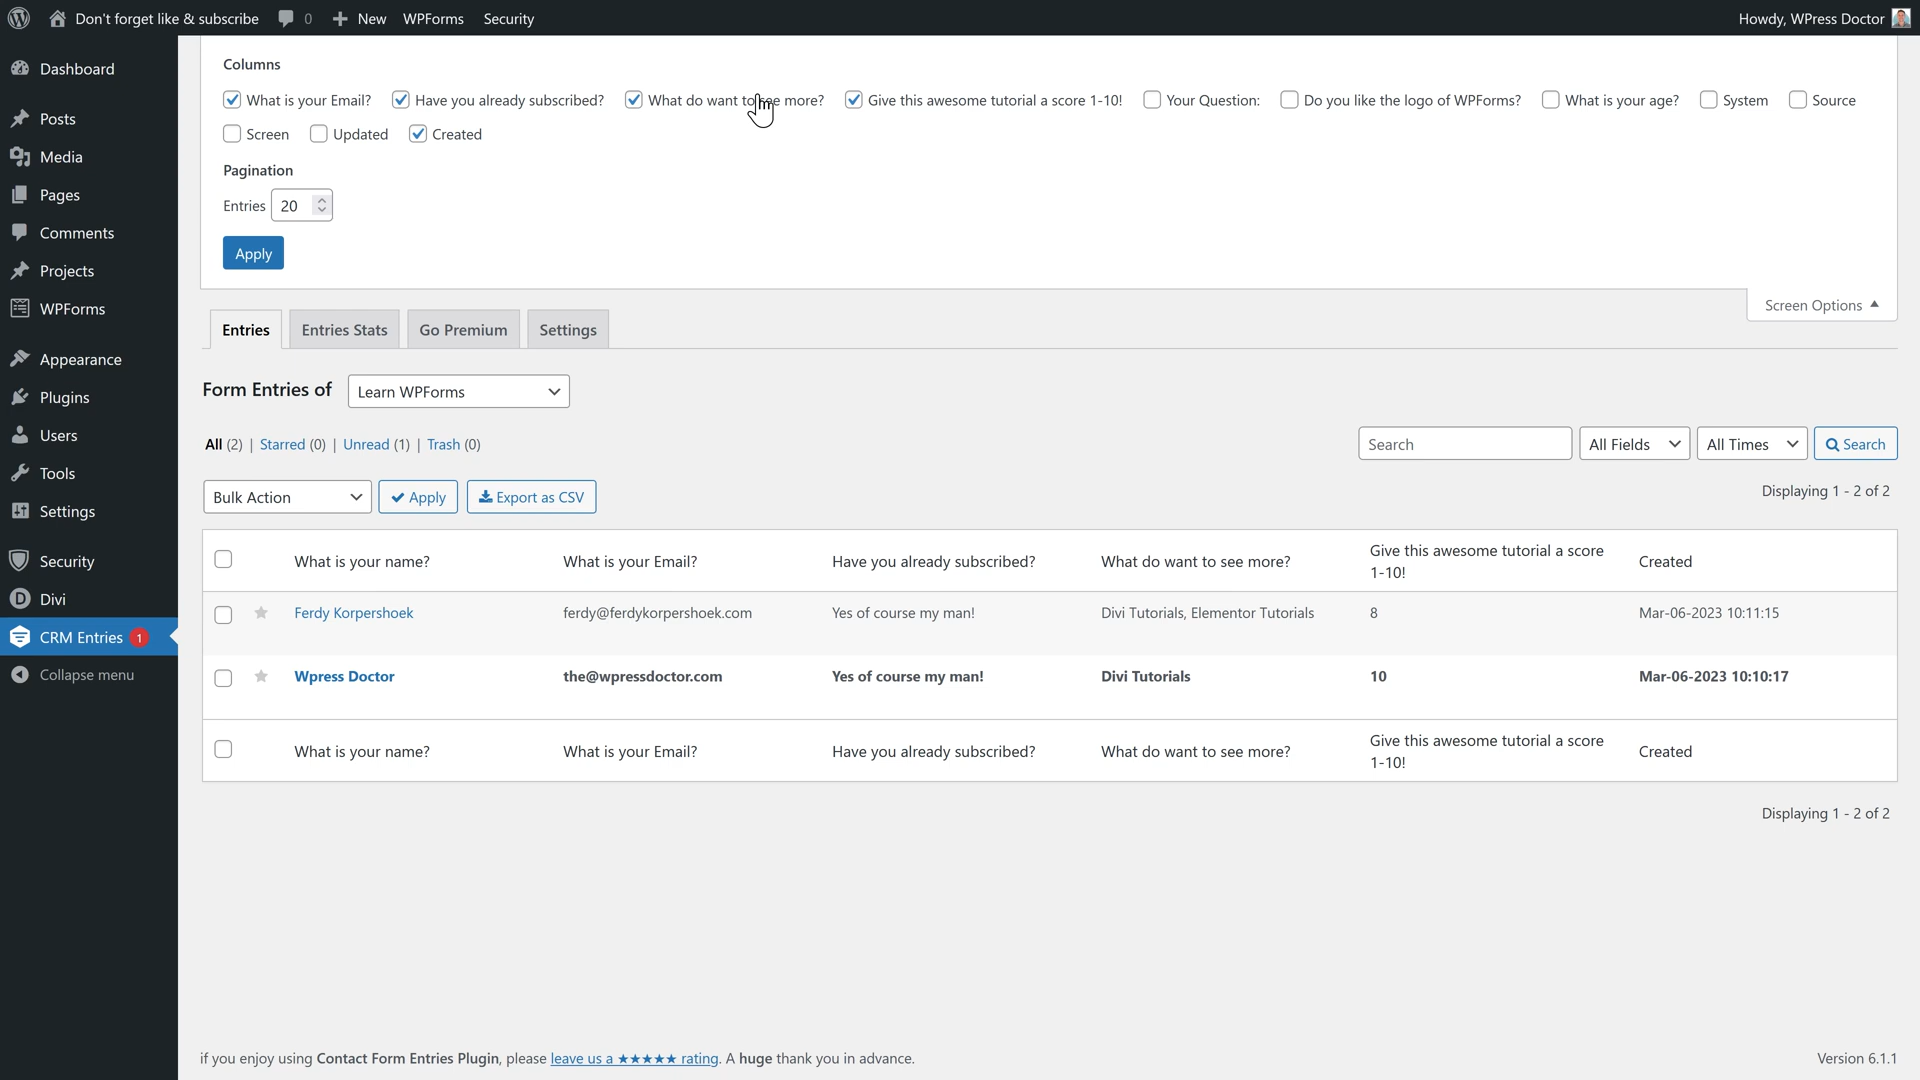 Don't forget like & subscribe 0 New WPForms Security Howdy, WPress Doctor
Dashboard
Posts
Media
Pages
Comments
Projects
WPForms
Appearance
Plugins
Users
Tools
Settings
Security
Divi
CRM Entries 1
Collapse menu
Columns
What is your Email? Have you already subscribed? What do want to see more? Give this awesome tutorial a score 1-10! Your Question: Do you like the logo of WPForms? What is your age? System Source
Screen Updated Created
Pagination
Entries 20
Apply
Screen Options
Entries Entries Stats Go Premium Settings
Form Entries of Learn WPForms
All (2) | Starred (0) | Unread (1) | Trash (0) Search All Fields All Times Search
Bulk Action Apply Export as CSV Displaying 1 - 2 of 2
What is your name? What is your Email? Have you already subscribed? What do want to see more? Give this awesome tutorial a score
1-10! Created
Ferdy Korpershoek ferdy@ferdykorpershoek.com Yes of course my man! Divi Tutorials, Elementor Tutorials 8 Mar-06-2023 10:11:15
Wpress Doctor the@wpressdoctor.com Yes of course my man! Divi Tutorials 10 Mar-06-2023 10:10:17
What is your name? What is your Email? Have you already subscribed? What do want to see more? Give this awesome tutorial a score
1-10! Created
Displaying 1 - 2 of 2
if you enjoy using Contact Form Entries Plugin, please leave us a ★★★★★ rating. A huge thank you in advance. Version 6.1.1